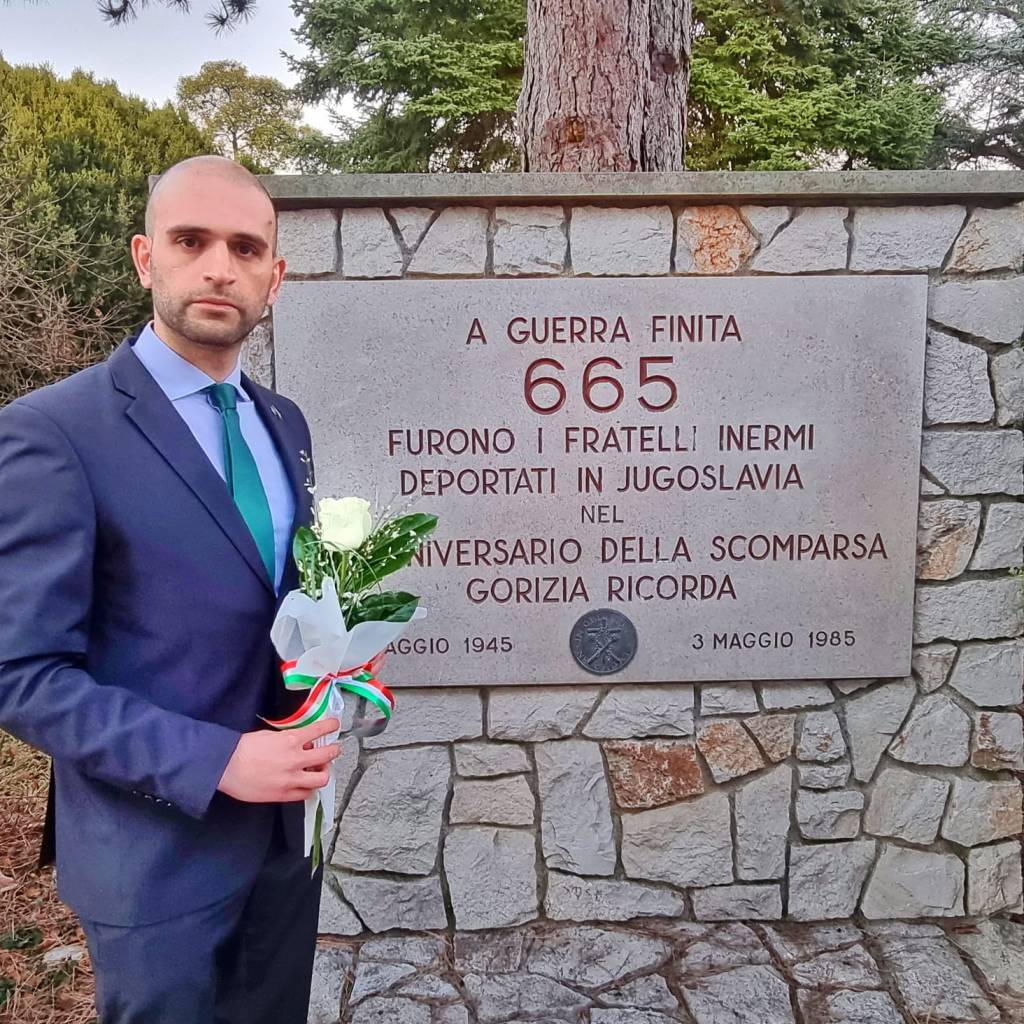 A GUERRA FINITA
665
FURONO I FRATELLI INERMI
DEPORTATI IN JUGOSLAVIA
NEL
NIVERSARIO DELLA SCOMPARSA
GORIZIA RICORDA
AGGIO 1945
3 MAGGIO 1985